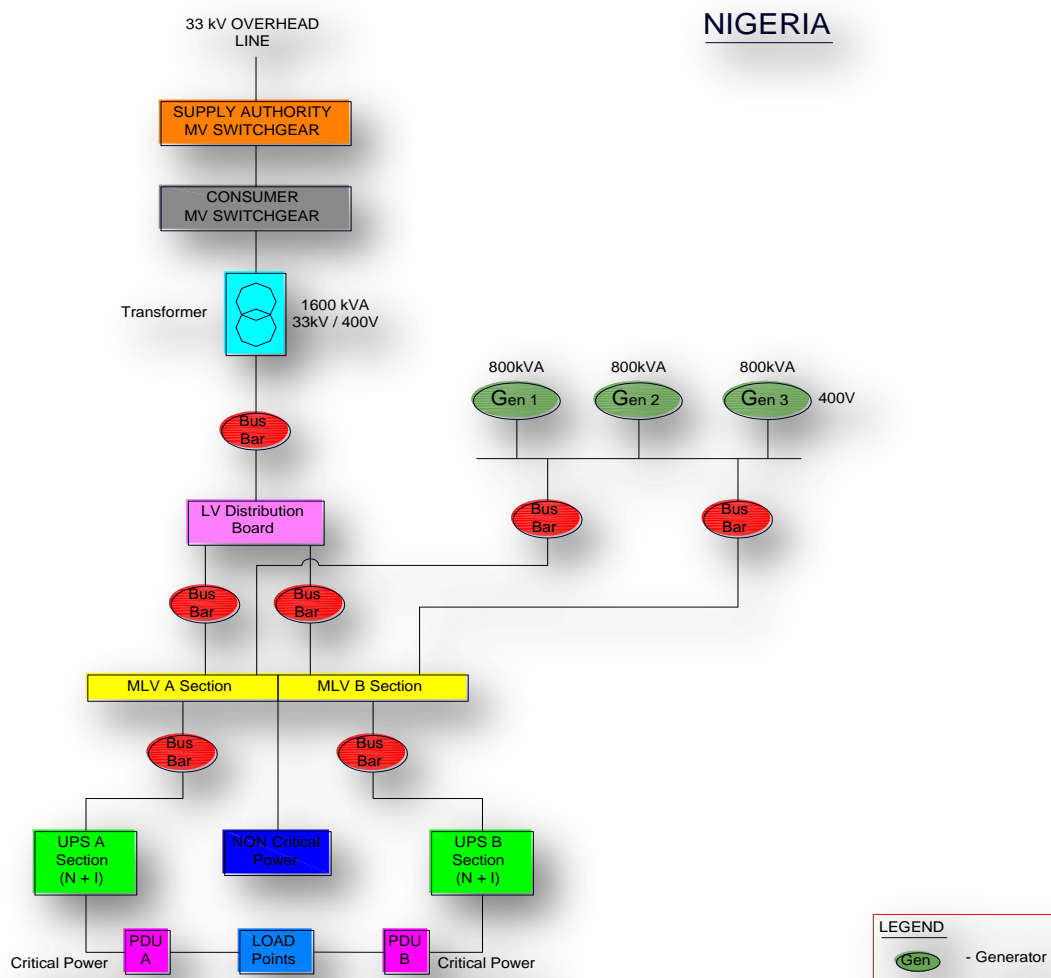 NIGERIA
33 kV OVERHEAD
LINE
SUPPLY AUTHORITY
MV SWITCHGEAR
CONSUMER
MV SWITCHGEAR
Transformer
1600 kVA
33kV / 400V
800kVA
800kVA
800kVA
Gen 1
Gen 2
Gen 3
400V
Bus
Bar
LV Distribution
Board
Bus
Bar
Bus
Bar
Bus
Bar
Bus
Bar
MLV A Section
MLV B Section
Bus
Bar
Bus
Bar
UPS A
Section
(N + I)
NON Critical
Power
UPS B
Section
(N + I)
Critical Power
PDU
A
LOAD
Points
PDU
B
Critical Power
LEGEND
Gen
- Generator